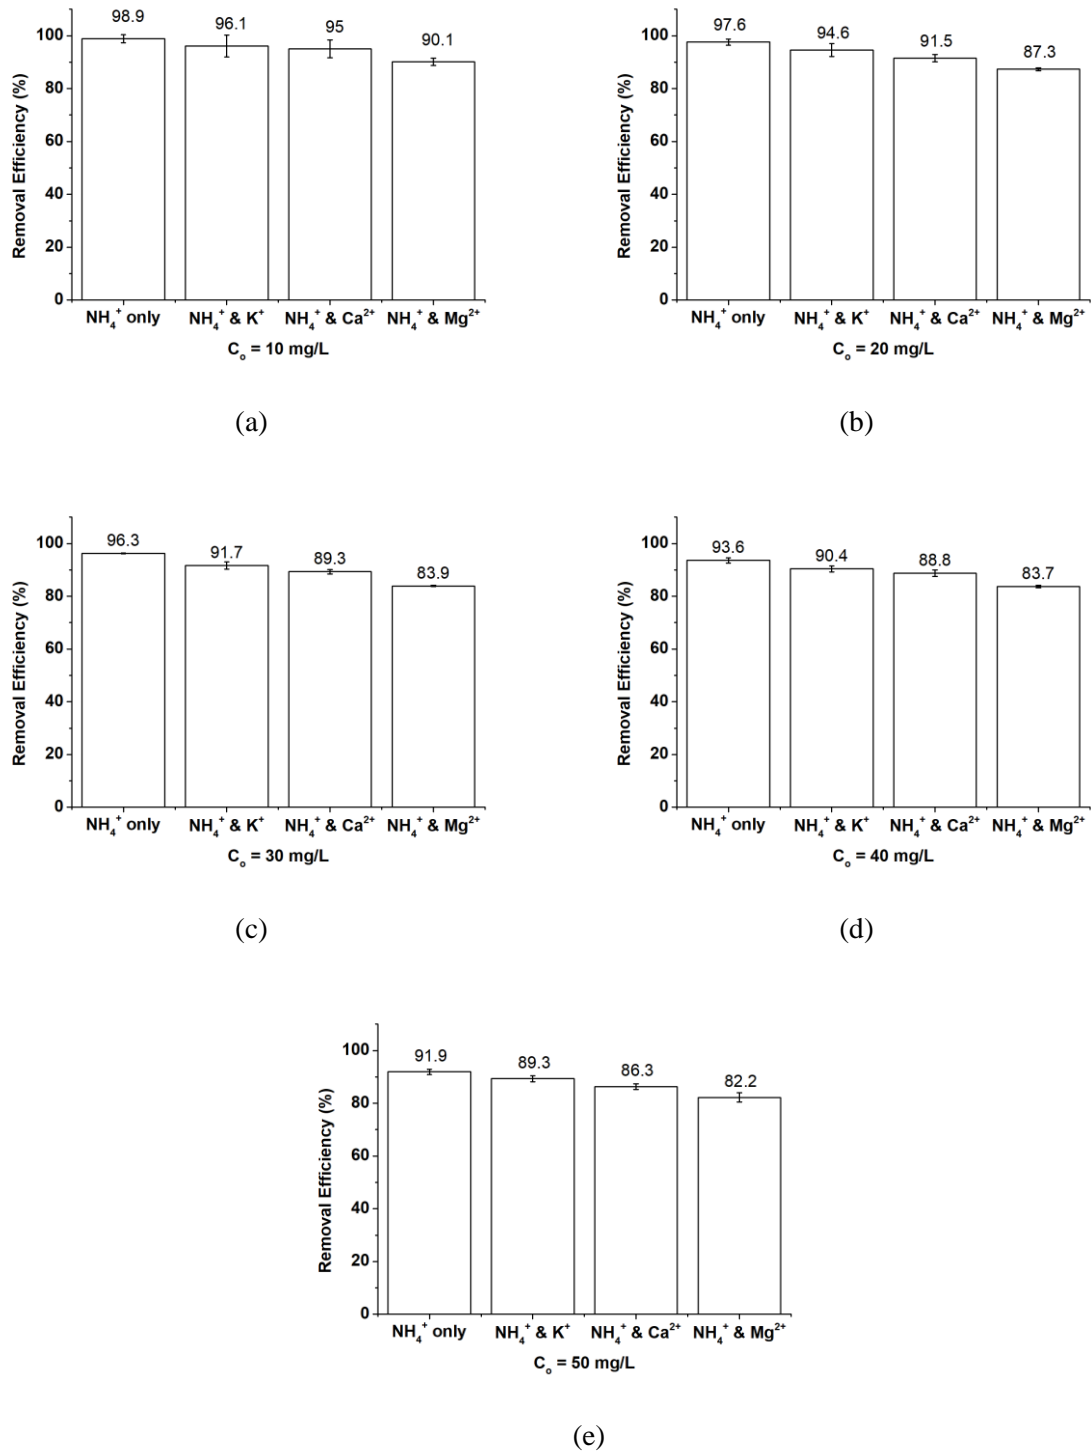 98.9
96.1
95
90.1
100
80
60
40
20
0
Removal Efficiency (%)
NH₄⁺ only NH₄⁺ & K⁺ NH₄⁺ & Ca²⁺ NH₄⁺ & Mg²⁺
Cₒ = 10 mg/L
(a)
97.6
94.6
91.5
87.3
100
80
60
40
20
0
Removal Efficiency (%)
NH₄⁺ only NH₄⁺ & K⁺ NH₄⁺ & Ca²⁺ NH₄⁺ & Mg²⁺
Cₒ = 20 mg/L
(b)
96.3
91.7
89.3
83.9
100
80
60
40
20
0
Removal Efficiency (%)
NH₄⁺ only NH₄⁺ & K⁺ NH₄⁺ & Ca²⁺ NH₄⁺ & Mg²⁺
Cₒ = 30 mg/L
(c)
93.6
90.4
88.8
83.7
100
80
60
40
20
0
Removal Efficiency (%)
NH₄⁺ only NH₄⁺ & K⁺ NH₄⁺ & Ca²⁺ NH₄⁺ & Mg²⁺
Cₒ = 40 mg/L
(d)
91.9
89.3
86.3
82.2
100
80
60
40
20
0
Removal Efficiency (%)
NH₄⁺ only NH₄⁺ & K⁺ NH₄⁺ & Ca²⁺ NH₄⁺ & Mg²⁺
Cₒ = 50 mg/L
(e)